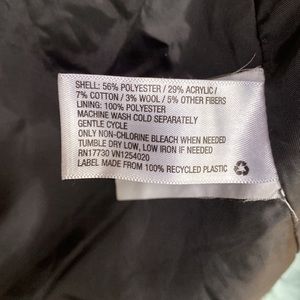 SHELL: 56% POLYESTER / 29% ACRYLIC /
7% COTTON / 3% WOOL / 5% OTHER FIBERS
LINING: 100% POLYESTER
MACHINE WASH COLD SEPARATELY
GENTLE CYCLE
ONLY NON-CHLORINE BLEACH WHEN NEEDED
TUMBLE DRY LOW, LOW IRON IF NEEDED
RN17730 VN1254020
LABEL MADE FROM 100% RECYCLED PLASTIC